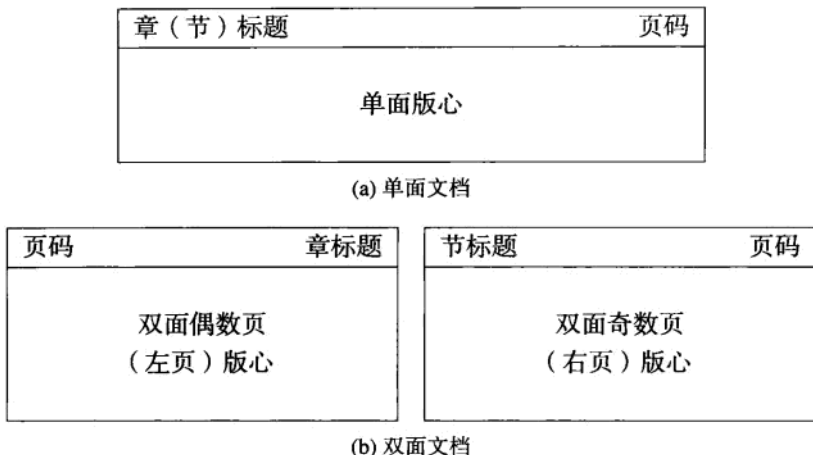 章（节）标题 页码
单面版心
(a) 单面文档
页码 章标题
双面偶数页
（左页）版心
节标题 页码
双面奇数页
（右页）版心
(b) 双面文档